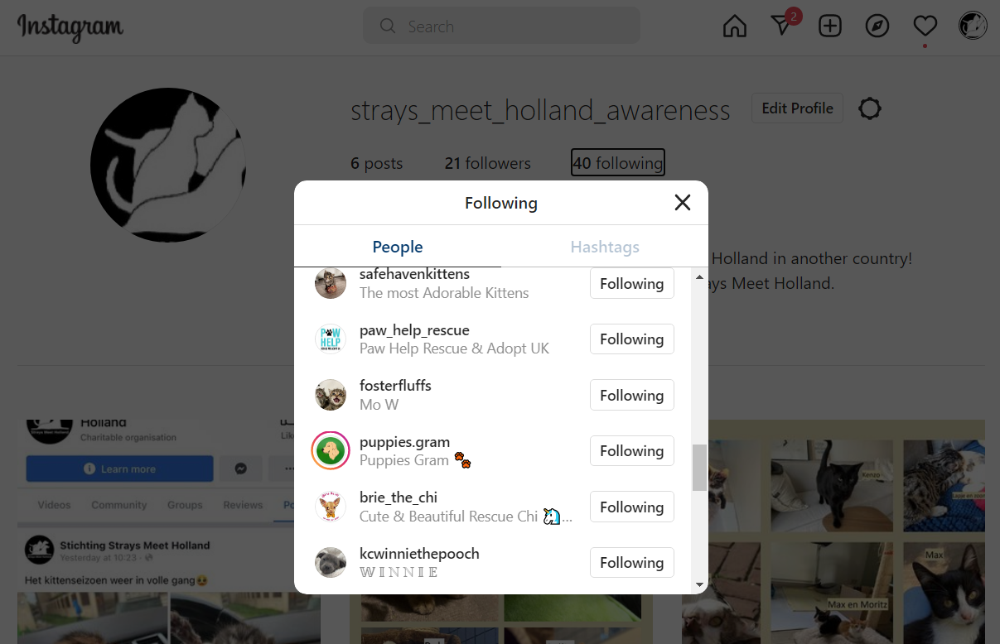 Instagram
Search
2
strays_meet_holland_awareness
Edit Profile
6 posts
21 followers
40 following
Following
People
Hashtags
Holland in another country!
ays Meet Holland.
safehavenkittens
The most Adorable Kittens
Following
PAW
HELP
paw_help_rescue
Paw Help Rescue & Adopt UK
Following
fosterfluffs
Mo W
Following
puppies.gram
Puppies Gram 🐾
Following
brie_the_chi
Cute & Beautiful Rescue Chi 🦄...
Following
kcwinniethepooch
𝕎 𝕀 ℕ ℕ 𝕀 𝔼
Following
Holland
Charitable organisation
Learn more
Videos
Community
Groups
Reviews
Stichting Strays Meet Holland
Yesterday at 10:23
Het kittenseizoen weer in volle gang😢
Kenzo
Max
Max en Moritz